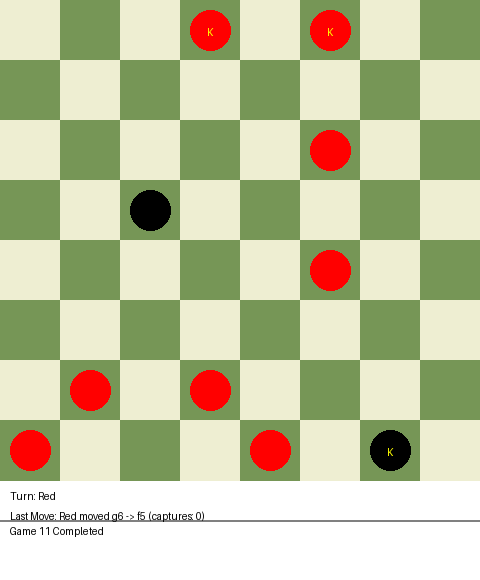 K K
K
Turn: Red
Last Move: Red moved g6 -> f5 (captures: 0)
Game 11 Completed